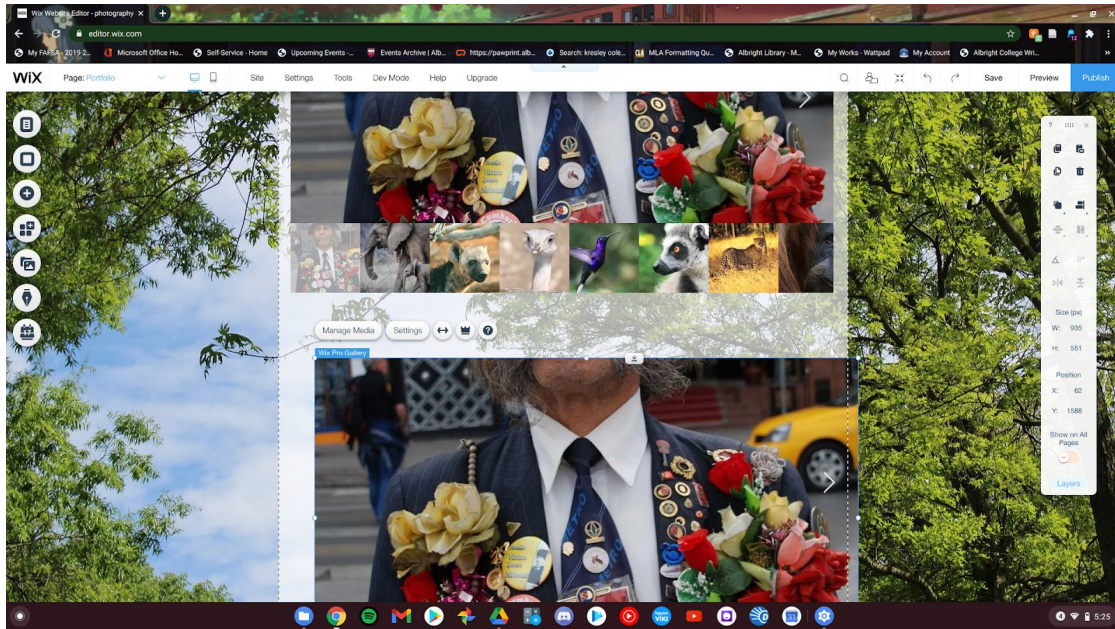 Wix Website Editor - photography
editor.wix.com
My FAFSA - 2019-2...
Microsoft Office Ho...
Self-Service - Home
Upcoming Events -...
Events Archive | Alb...
https://pawprint.alb...
Search: kresley cole...
MLA Formatting Qu...
Albright Library - M...
My Works - Wattpad
My Account
Albright College Wri...
»
WiX
Page: Portfolio
Site
Settings
Tools
Dev Mode
Help
Upgrade
Save
Preview
Publish
METRO
Manage Media
Settings
?
Wix Pro Gallery
METRO
?
0°
Size (px)
W: 935
H: 551
Position
X: 62
Y: 1588
Show on All
Pages
Layers
5:25